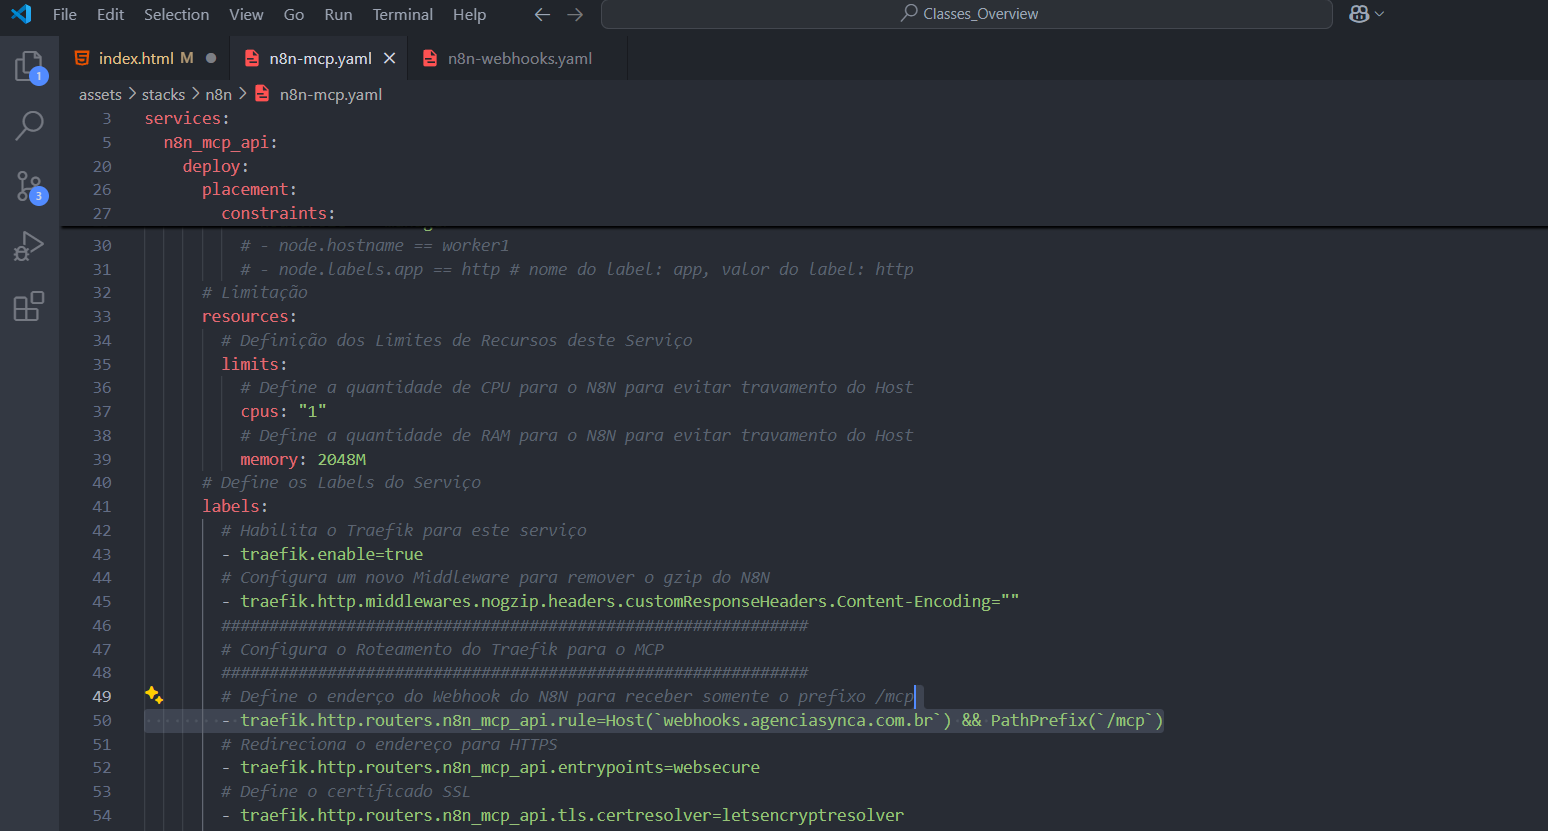 File Edit Selection View Go Run Terminal Help
Classes_Overview
index.html M
n8n-mcp.yaml
n8n-webhooks.yaml
assets > stacks > n8n > n8n-mcp.yaml
1
3
3 services:
5 n8n_mcp_api:
20 deploy:
26 placement:
27 constraints:
30 # - node.hostname == worker1
31 # - node.labels.app == http # nome do label: app, valor do label: http
32 # Limitação
33 resources:
34 # Definição dos Limites de Recursos deste Serviço
35 limits:
36 # Define a quantidade de CPU para o N8N para evitar travamento do Host
37 cpus: "1"
38 # Define a quantidade de RAM para o N8N para evitar travamento do Host
39 memory: 2048M
40 # Define os Labels do Serviço
41 labels:
42 # Habilita o Traefik para este serviço
43 - traefik.enable=true
44 # Configura um novo Middleware para remover o gzip do N8N
45 - traefik.http.middlewares.nogzip.headers.customResponseHeaders.Content-Encoding=""
46 #############################################################
47 # Configura o Roteamento do Traefik para o MCP
48 #############################################################
49 # Define o enderço do Webhook do N8N para receber somente o prefixo /mcp
50 - traefik.http.routers.n8n_mcp_api.rule=Host(`webhooks.agenciasynca.com.br`) && PathPrefix(`/mcp`)
51 # Redireciona o endereço para HTTPS
52 - traefik.http.routers.n8n_mcp_api.entrypoints=websecure
53 # Define o certificado SSL
54 - traefik.http.routers.n8n_mcp_api.tls.certresolver=letsencryptresolver